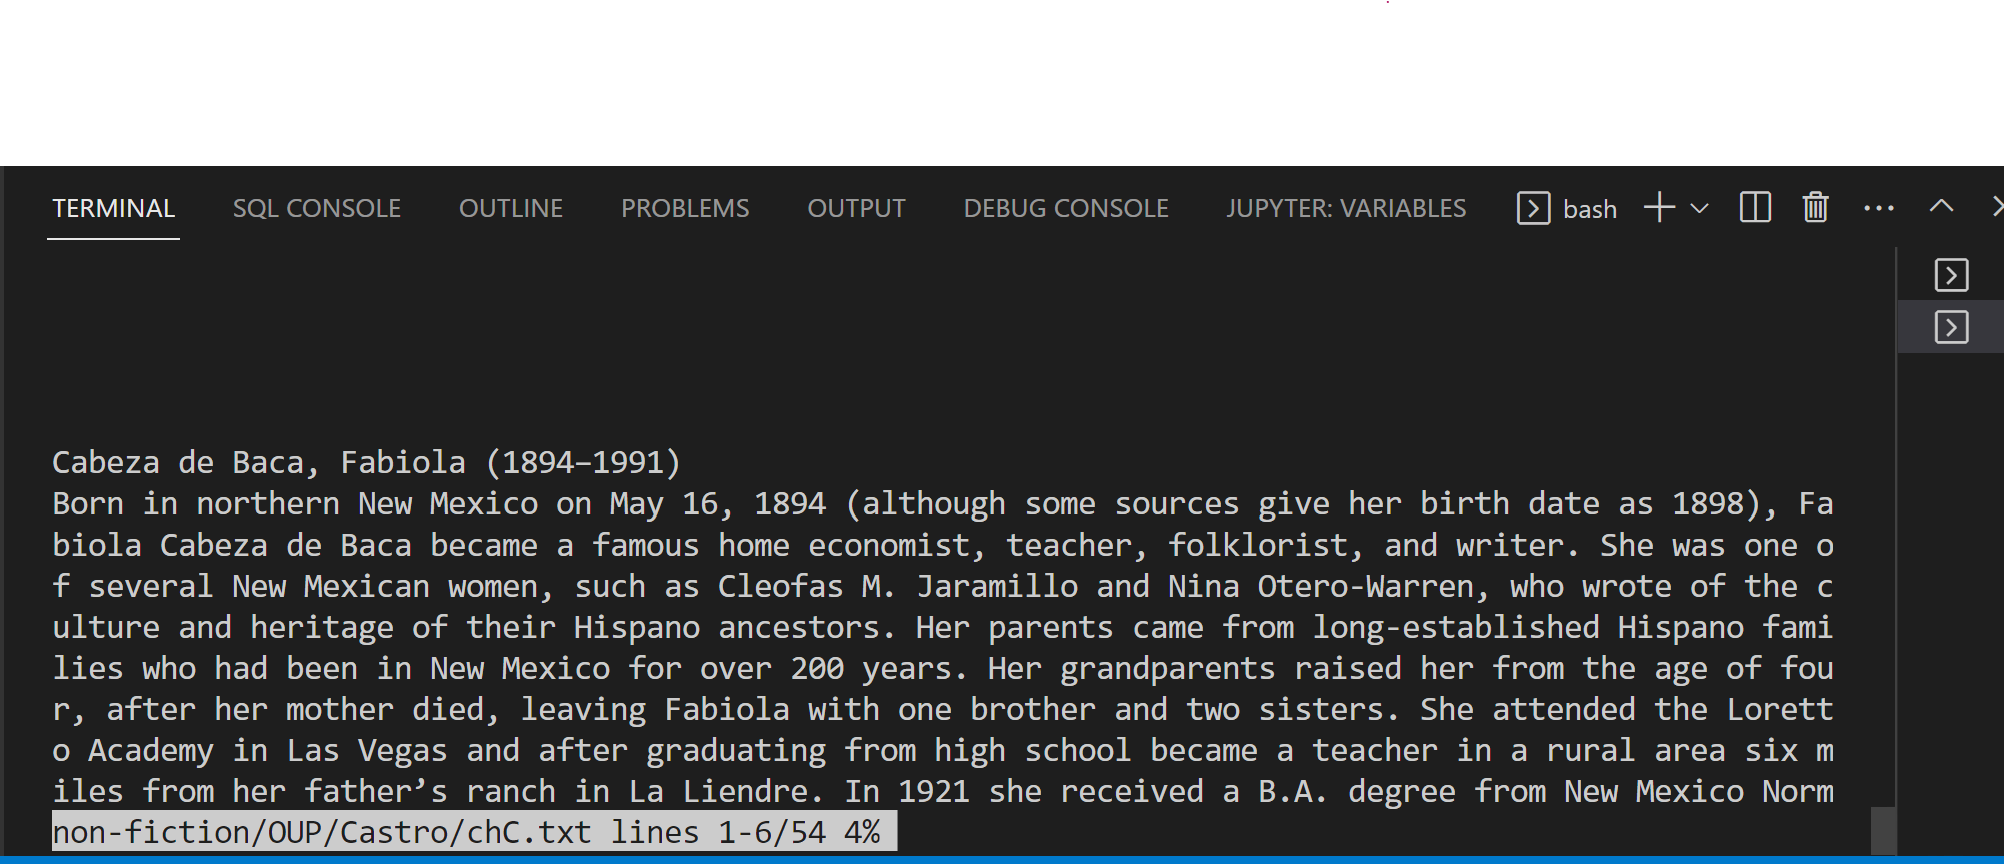 TERMINAL SQL CONSOLE OUTLINE PROBLEMS OUTPUT DEBUG CONSOLE JUPYTER: VARIABLES bash
Cabeza de Baca, Fabiola (1894–1991)
Born in northern New Mexico on May 16, 1894 (although some sources give her birth date as 1898), Fa
biola Cabeza de Baca became a famous home economist, teacher, folklorist, and writer. She was one o
f several New Mexican women, such as Cleofas M. Jaramillo and Nina Otero-Warren, who wrote of the c
ulture and heritage of their Hispano ancestors. Her parents came from long-established Hispano fami
lies who had been in New Mexico for over 200 years. Her grandparents raised her from the age of fou
r, after her mother died, leaving Fabiola with one brother and two sisters. She attended the Lorett
o Academy in Las Vegas and after graduating from high school became a teacher in a rural area six m
iles from her father’s ranch in La Liendre. In 1921 she received a B.A. degree from New Mexico Norm
non-fiction/OUP/Castro/chC.txt lines 1-6/54 4%